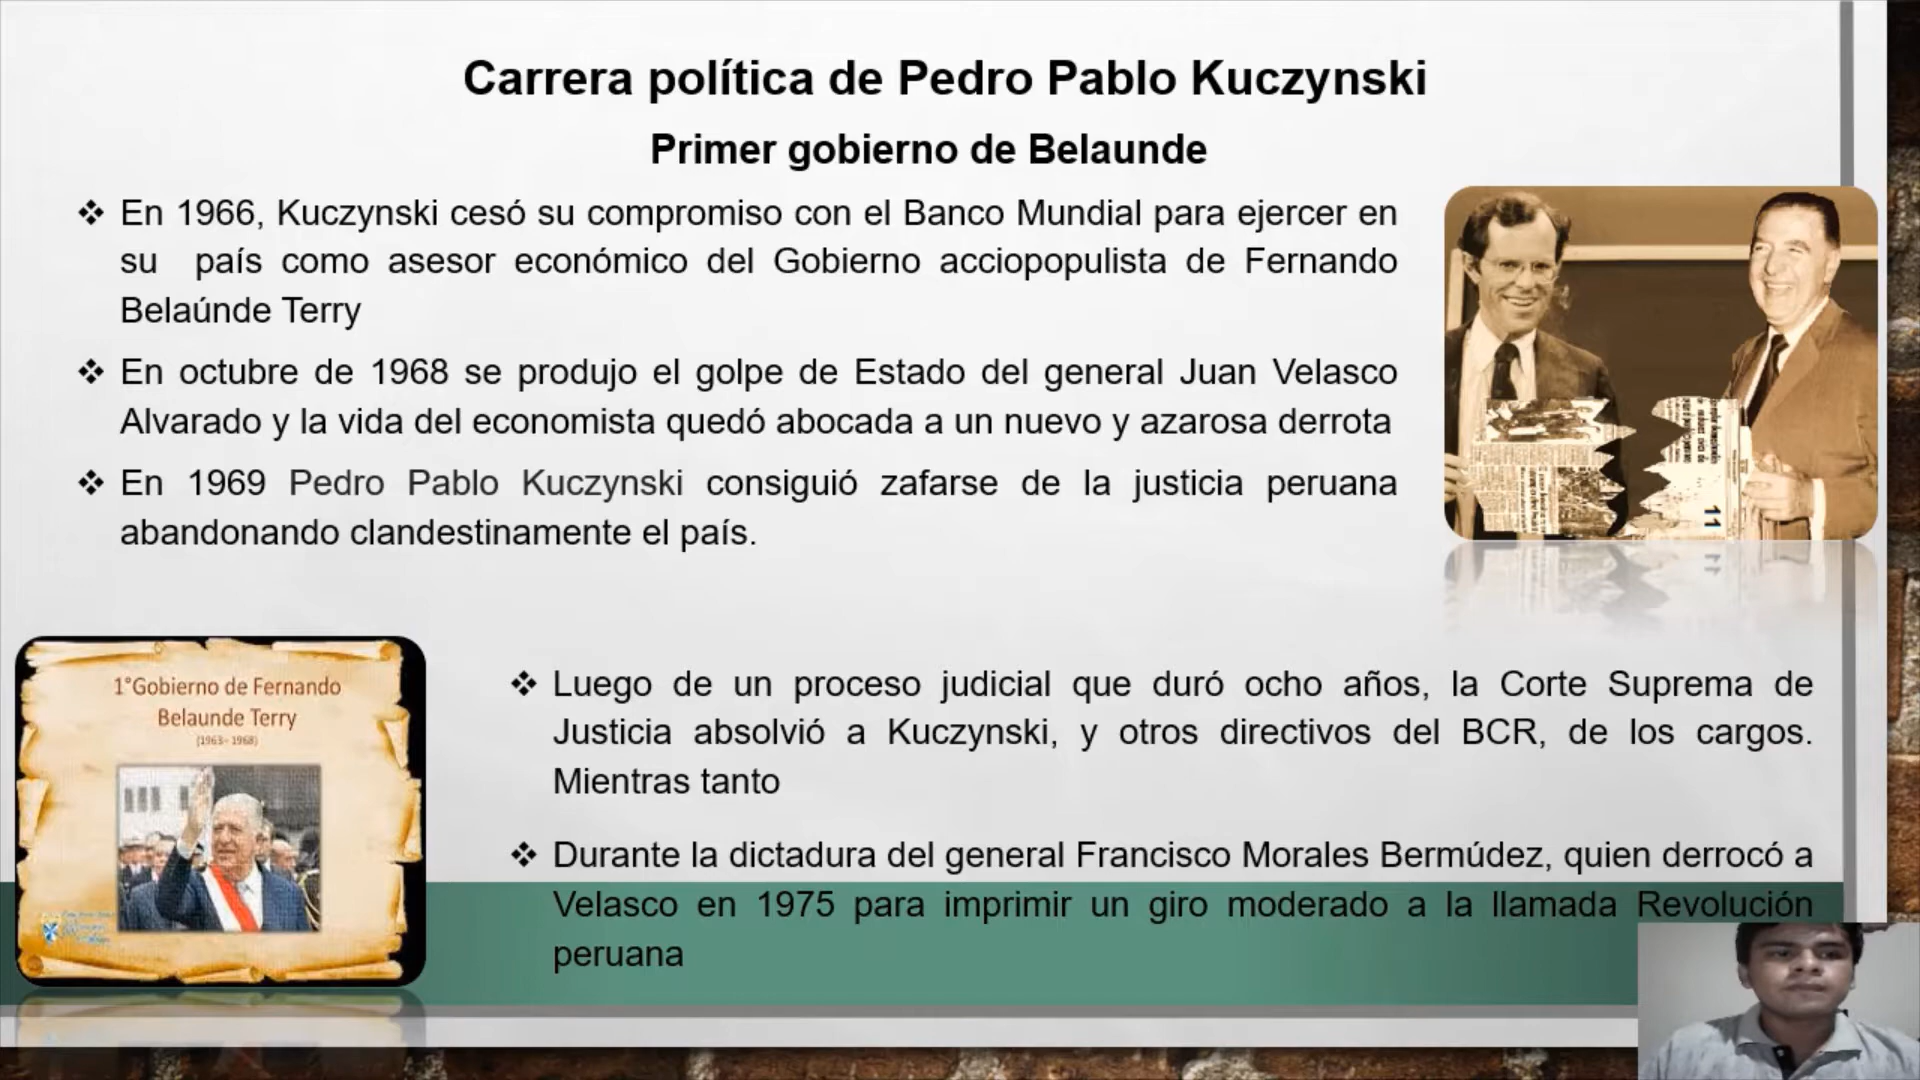 Carrera política de Pedro Pablo Kuczynski
Primer gobierno de Belaunde
❖ En 1966, Kuczynski cesó su compromiso con el Banco Mundial para ejercer en
su país como asesor económico del Gobierno acciopopulista de Fernando
Belaúnde Terry
❖ En octubre de 1968 se produjo el golpe de Estado del general Juan Velasco
Alvarado y la vida del economista quedó abocada a un nuevo y azarosa derrota
❖ En 1969 Pedro Pablo Kuczynski consiguió zafarse de la justicia peruana
abandonando clandestinamente el país.
11
1°Gobierno de Fernando
Belaunde Terry
(1963-1968)
❖ Luego de un proceso judicial que duró ocho años, la Corte Suprema de
Justicia absolvió a Kuczynski, y otros directivos del BCR, de los cargos.
Mientras tanto
❖ Durante la dictadura del general Francisco Morales Bermúdez, quien derrocó a
Velasco en 1975 para imprimir un giro moderado a la llamada Revolución
peruana